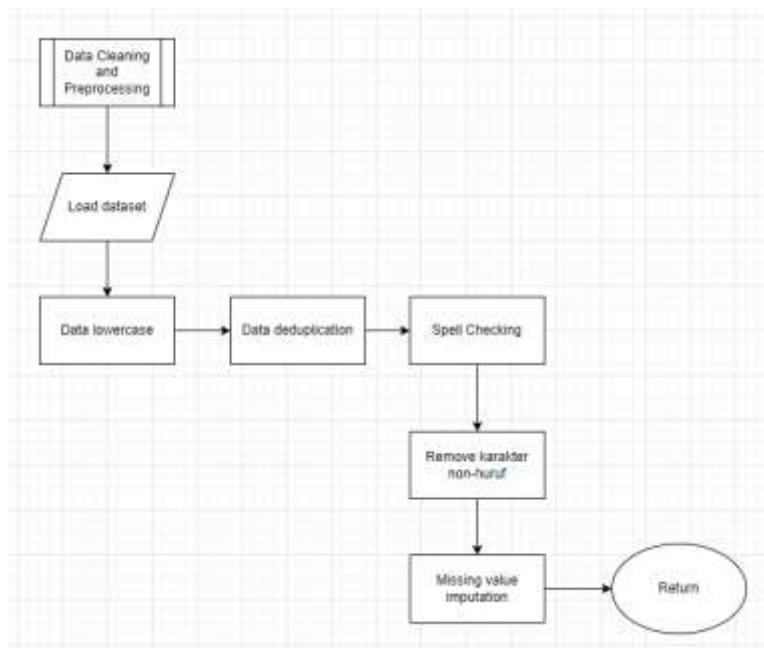 Data Cleaning
and
Preprocessing
Load dataset
Data lowercase
Data deduplication
Spell Checking
Remove karakter
non-huruf
Missing value
imputation
Return